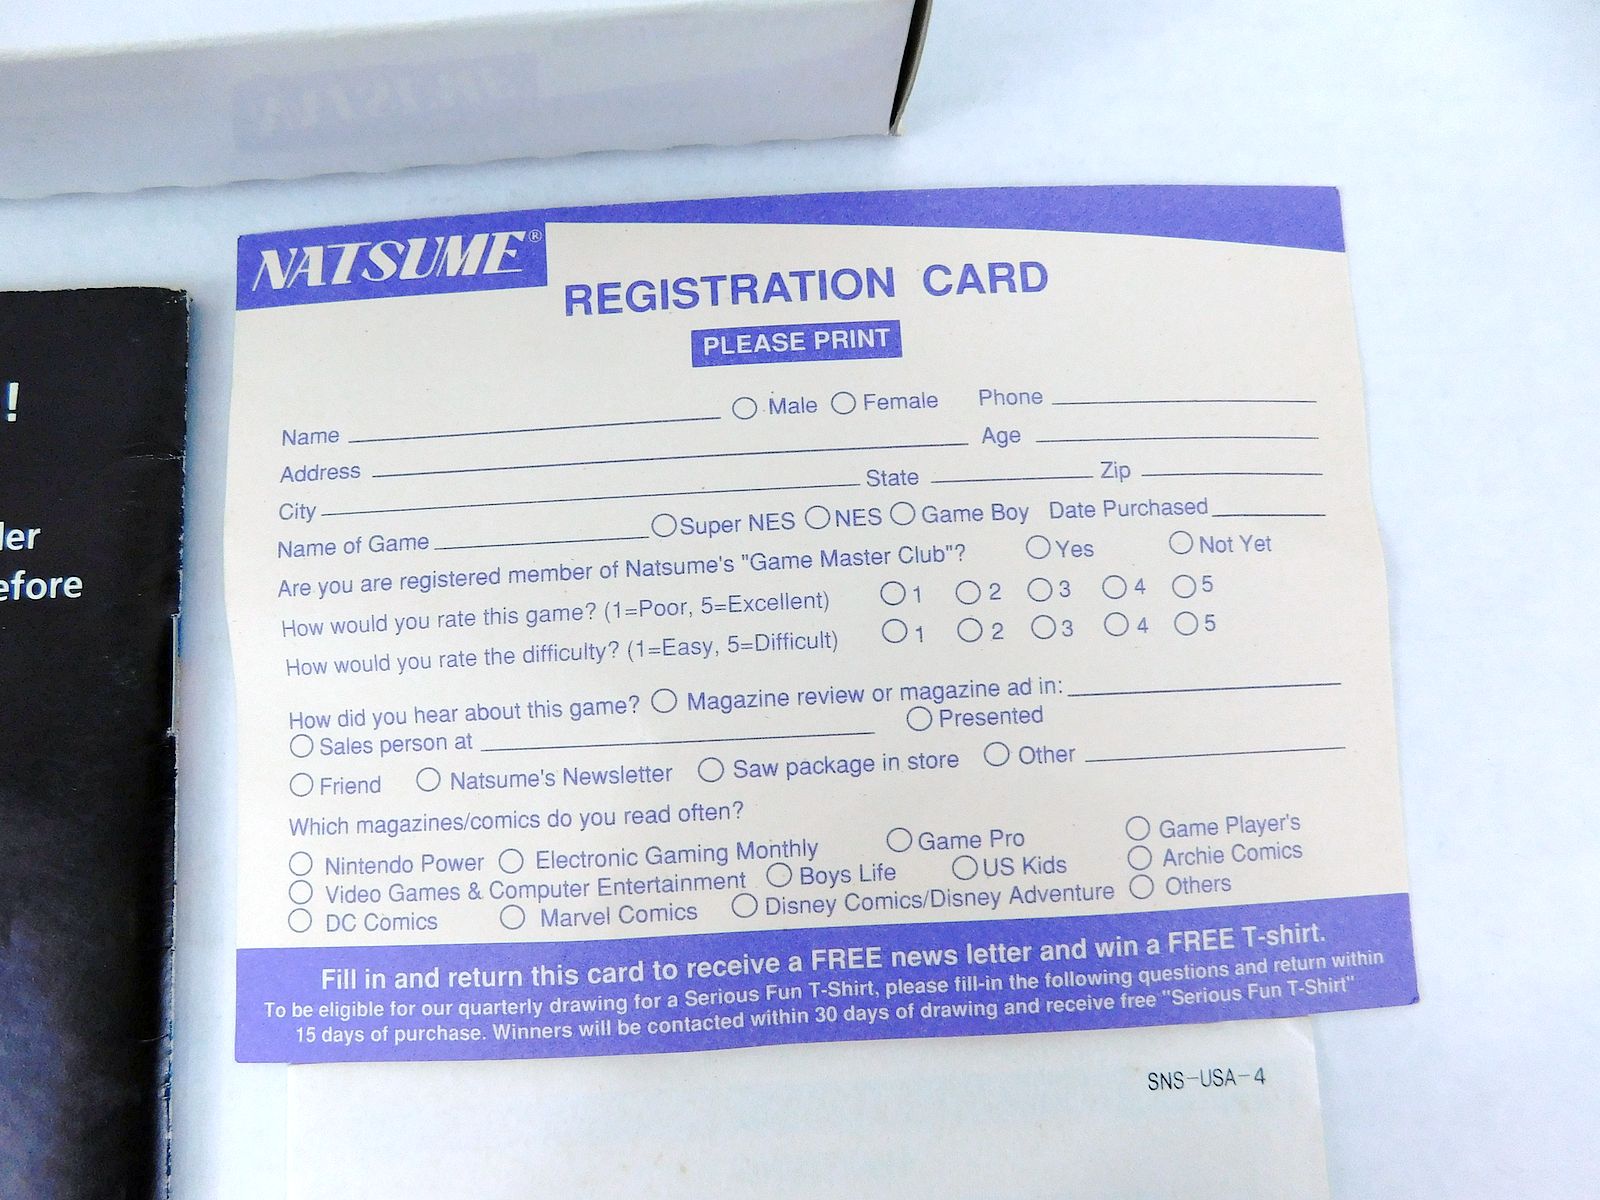 !
efore
NATSUME®
REGISTRATION CARD
PLEASE PRINT
Name ○ Male ○ Female Phone
Address Age
City State Zip
Name of Game ○ Super NES ○ NES ○ Game Boy Date Purchased
Are you are registered member of Natsume's "Game Master Club"? ○ Yes ○ Not Yet
How would you rate this game? (1=Poor, 5=Excellent) ○ 1 ○ 2 ○ 3 ○ 4 ○ 5
How would you rate the difficulty? (1=Easy, 5=Difficult) ○ 1 ○ 2 ○ 3 ○ 4 ○ 5
How did you hear about this game? ○ Magazine review or magazine ad in:
○ Sales person at ○ Presented
○ Friend ○ Natsume's Newsletter ○ Saw package in store ○ Other
Which magazines/comics do you read often?
○ Nintendo Power ○ Electronic Gaming Monthly ○ Game Pro ○ Game Player's
○ Video Games & Computer Entertainment ○ Boys Life ○ US Kids ○ Archie Comics
○ DC Comics ○ Marvel Comics ○ Disney Comics/Disney Adventure ○ Others
Fill in and return this card to receive a FREE news letter and win a FREE T-shirt.
To be eligible for our quarterly drawing for a Serious Fun T-Shirt, please fill-in the following questions and return within
15 days of purchase. Winners will be contacted within 30 days of drawing and receive free "Serious Fun T-Shirt"
SNS-USA-4